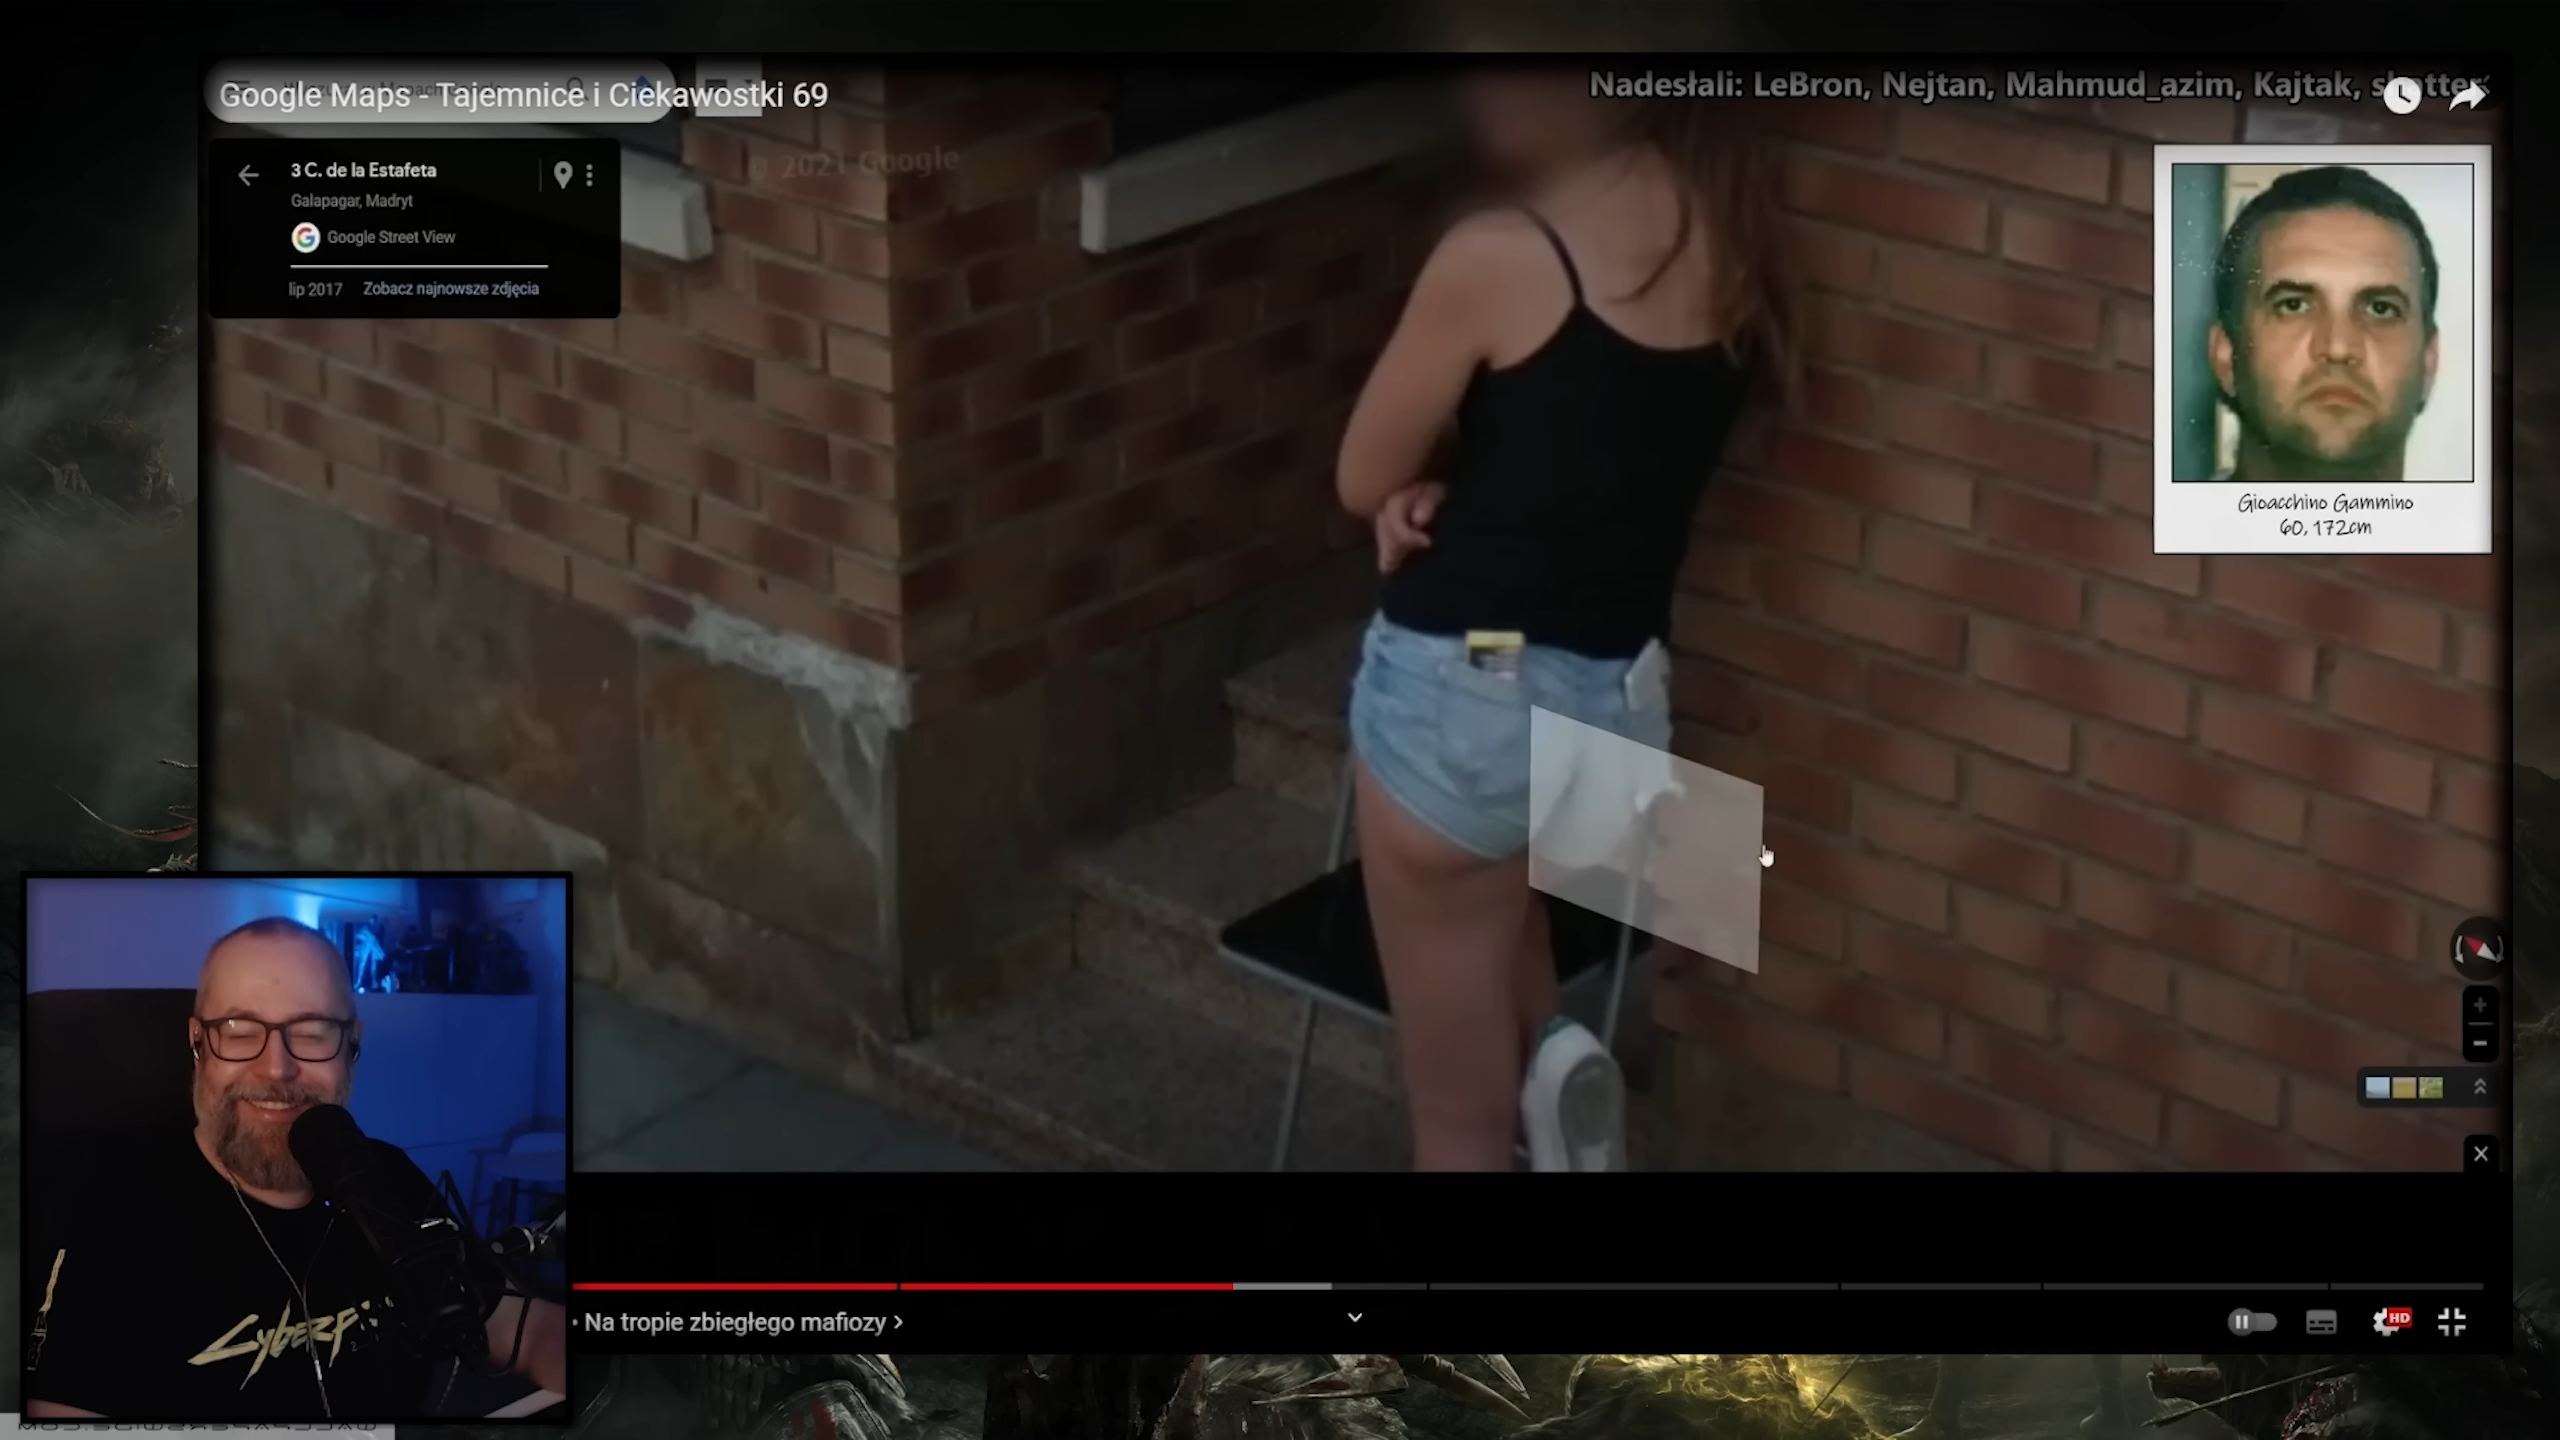 Google Maps - Tajemnice i Ciekawostki 69
Nadesłali: LeBron, Nejtan, Mahmud_azim, Kajtak,
3 C. de la Estafeta
Galapagar, Madryt
Google Street View
lip 2017 Zobacz najnowsze zdjęcia
© 2021 Google
Gioacchino Gammino
60, 172cm
• Na tropie zbiegłego mafiozy >
HD